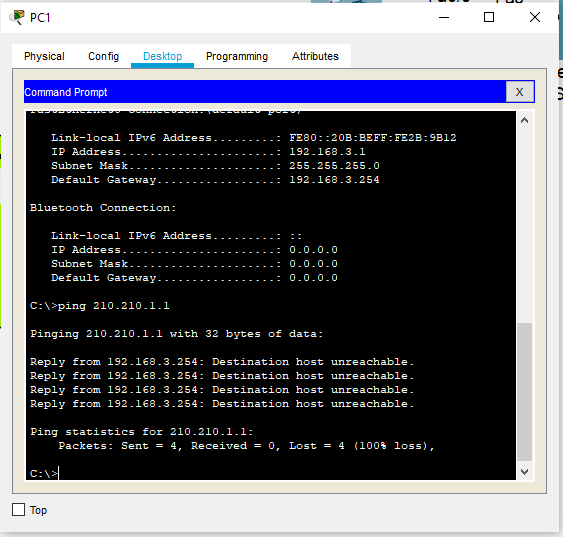 PC1
Physical Config Desktop Programming Attributes
Command Prompt
X
Link-local IPv6 Address.........: FE80::20B:BEFF:FE2B:9B12
IP Address......................: 192.168.3.1
Subnet Mask.....................: 255.255.255.0
Default Gateway.................: 192.168.3.254
Bluetooth Connection:
Link-local IPv6 Address.........: ::
IP Address......................: 0.0.0.0
Subnet Mask.....................: 0.0.0.0
Default Gateway.................: 0.0.0.0
C:\>ping 210.210.1.1
Pinging 210.210.1.1 with 32 bytes of data:
Reply from 192.168.3.254: Destination host unreachable.
Reply from 192.168.3.254: Destination host unreachable.
Reply from 192.168.3.254: Destination host unreachable.
Reply from 192.168.3.254: Destination host unreachable.
Ping statistics for 210.210.1.1:
Packets: Sent = 4, Received = 0, Lost = 4 (100% loss),
C:\>
Top